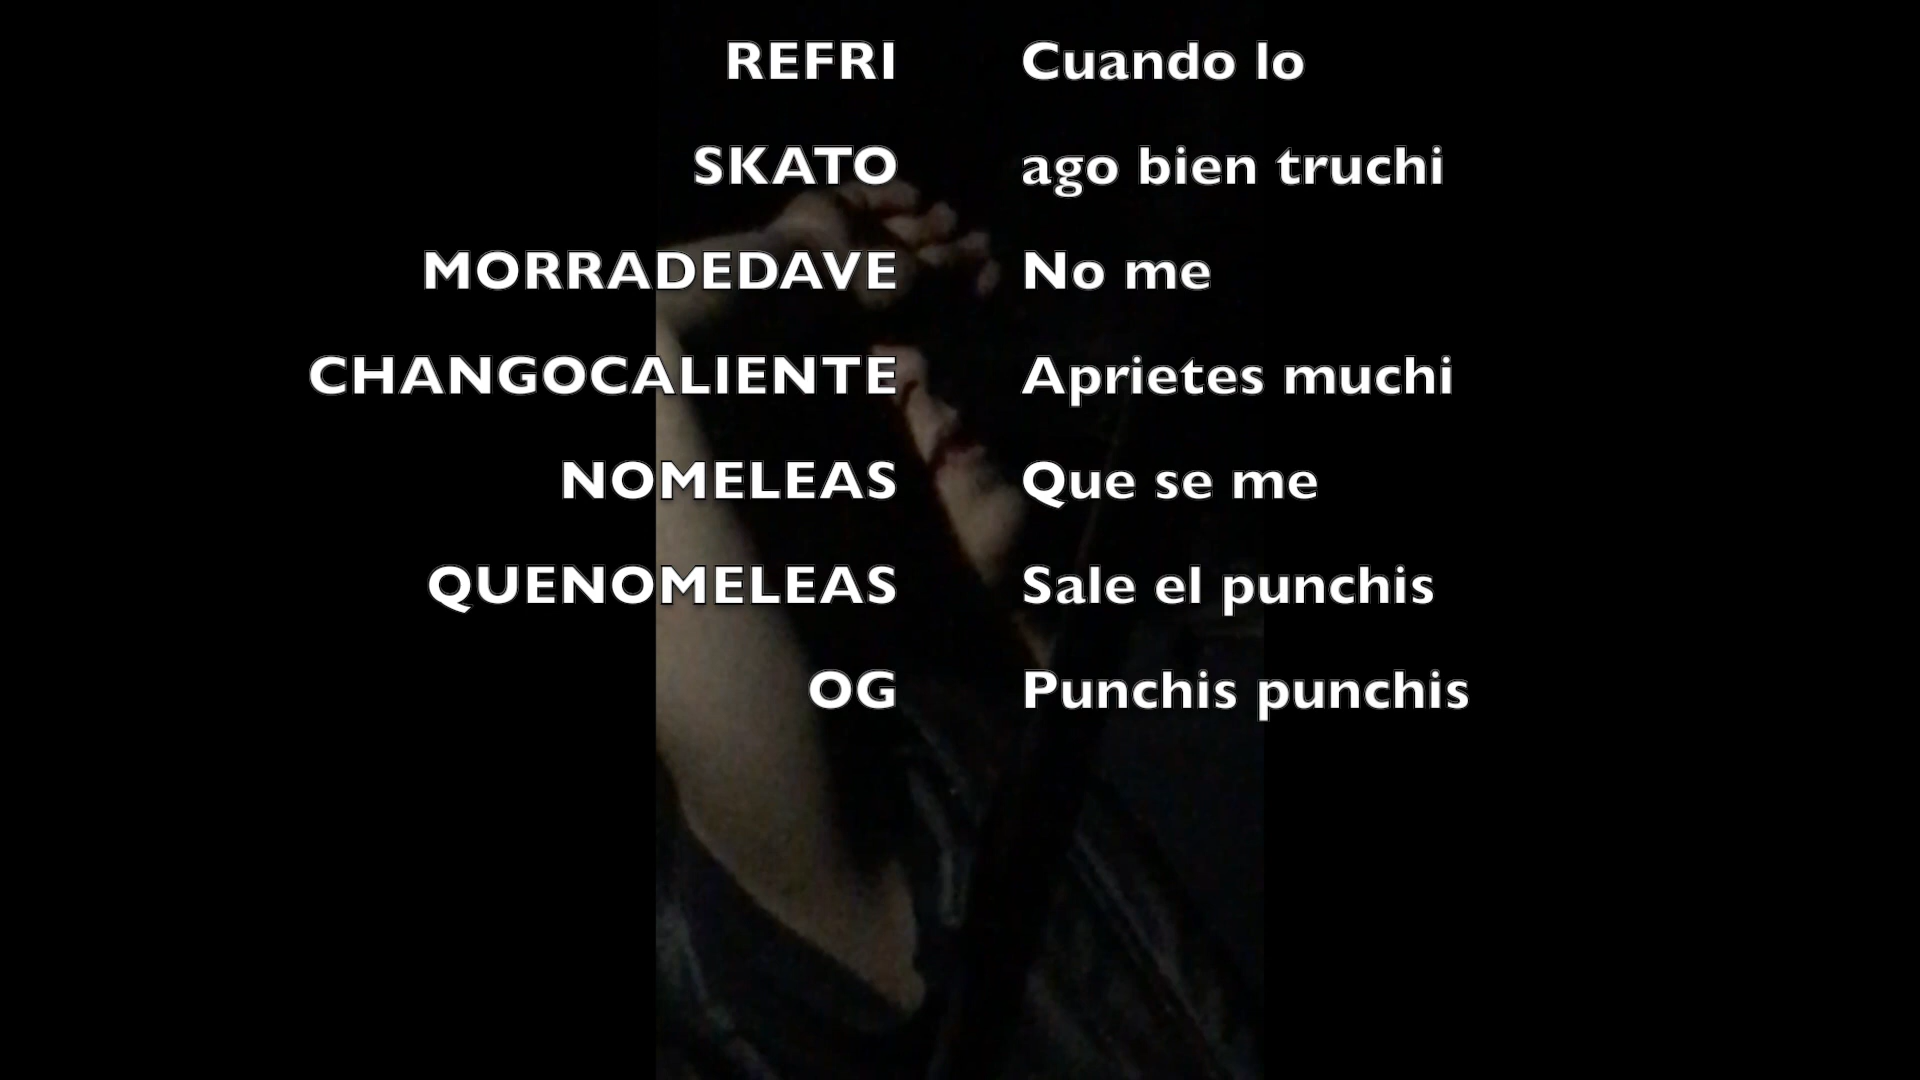 REFRI Cuando lo
SKATO ago bien truchi
MORRADEDAVE No me
CHANGOCALIENTE Aprietes muchi
NOMELEAS Que se me
QUENOMELEAS Sale el punchis
OG Punchis punchis